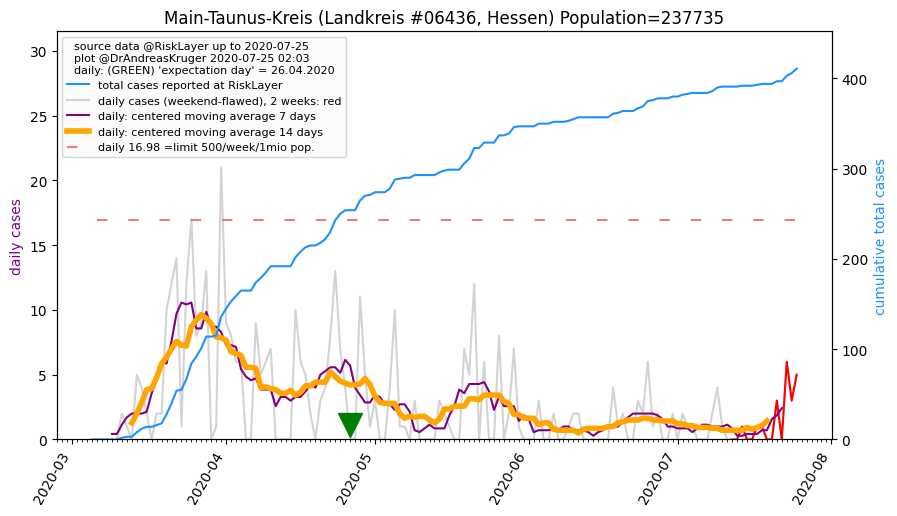 Main-Taunus-Kreis (Landkreis #06436, Hessen) Population=237735
source data @RiskLayer up to 2020-07-25
plot @DrAndreasKruger 2020-07-25 02:03
daily: (GREEN) 'expectation day' = 26.04.2020
total cases reported at RiskLayer
daily cases (weekend-flawed), 2 weeks: red
daily: centered moving average 7 days
daily: centered moving average 14 days
daily 16.98 =limit 500/week/1mio pop.
daily cases
30
25
20
15
10
5
0
cumulative total cases
400
300
200
100
0
2020-03
2020-04
2020-05
2020-06
2020-07
2020-08